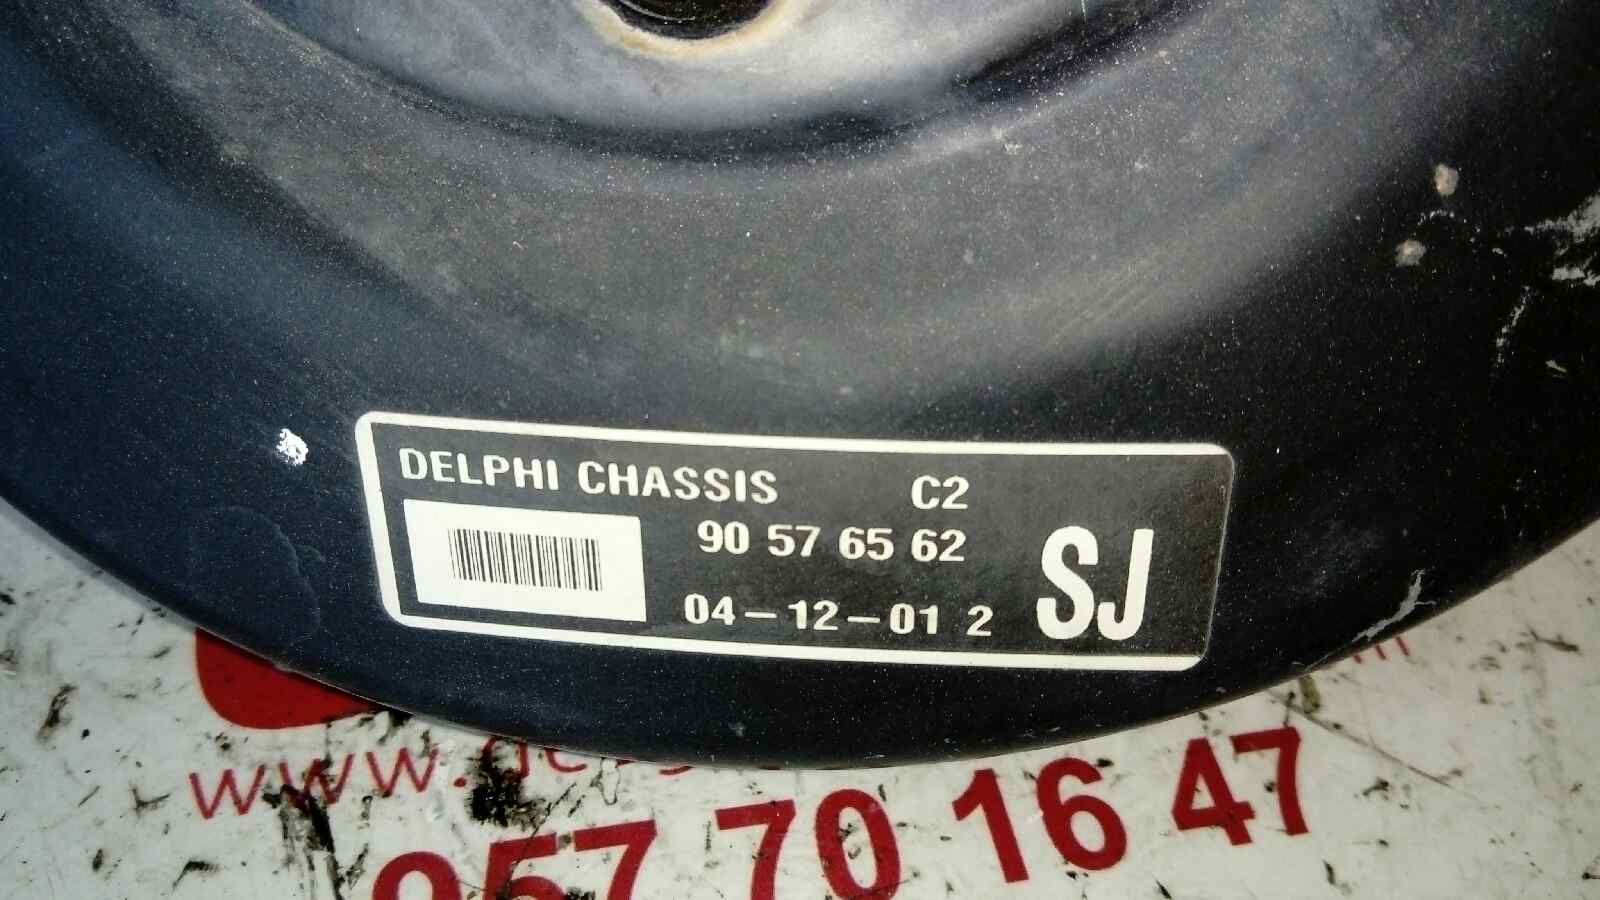 DELPHI CHASSIS C2
90 57 65 62
04-12-01 2
SJ
957 70 16 47